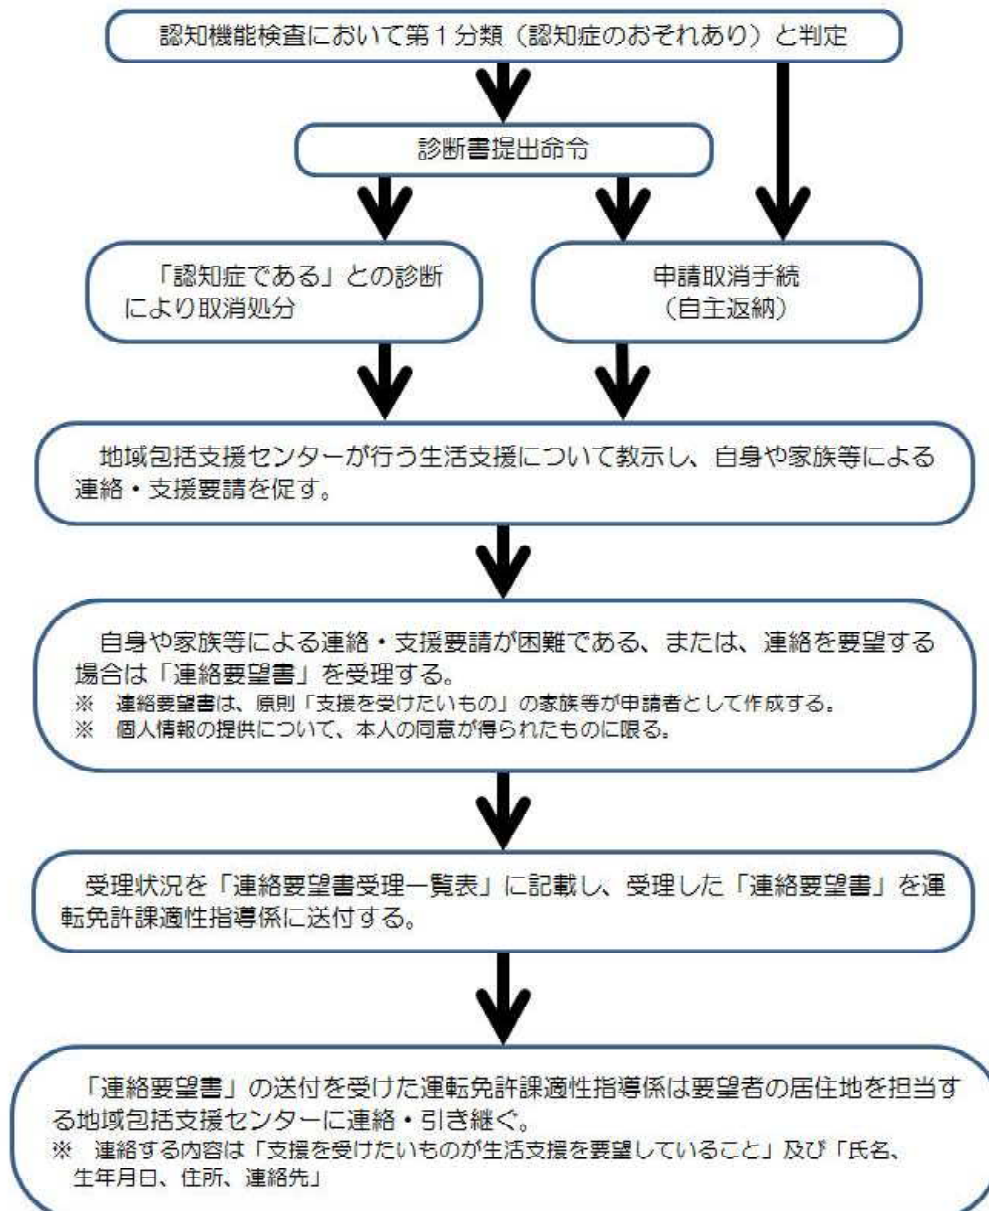 認知機能検査において第１分類（認知症のおそれあり）と判定
診断書提出命令
「認知症である」との診断
により取消処分
申請取消手続
（自主返納）
地域包括支援センターが行う生活支援について教示し、自身や家族等による
連絡・支援要請を促す。
自身や家族等による連絡・支援要請が困難である、または、連絡を要望する
場合は「連絡要望書」を受理する。
※　連絡要望書は、原則「支援を受けたいもの」の家族等が申請者として作成する。
※　個人情報の提供について、本人の同意が得られたものに限る。
受理状況を「連絡要望書受理一覧表」に記載し、受理した「連絡要望書」を運
転免許課適性指導係に送付する。
「連絡要望書」の送付を受けた運転免許課適性指導係は要望者の居住地を担当す
る地域包括支援センターに連絡・引き継ぐ。
※　連絡する内容は「支援を受けたいものが生活支援を要望していること」及び「氏名、
生年月日、住所、連絡先」